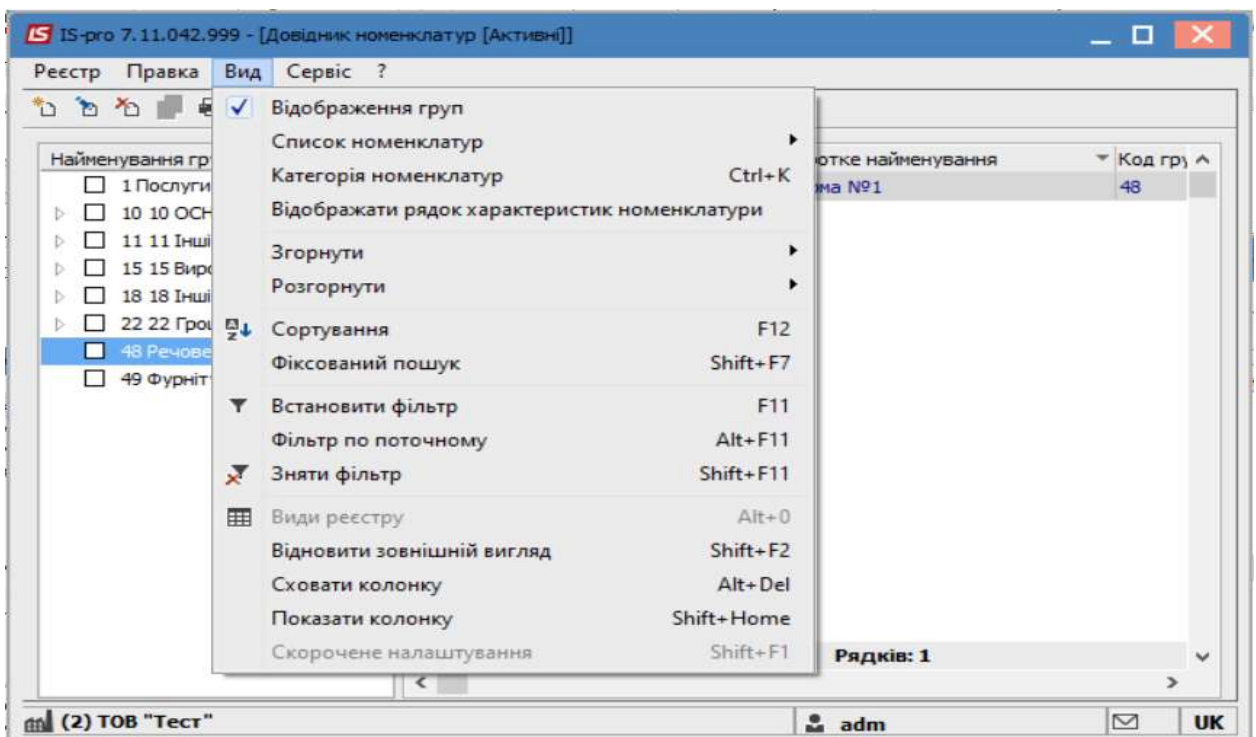 IS-pro 7.11.042.999 - [Довідник номенклатур [Активні]]
Реєстр Правка Вид Сервіс ?
Найменування гр
1 Послуги
10 10 ОСН
11 11 Інші
15 15 Виро
18 18 Інші
22 22 Грош
48 Речове
49 Фурніт
Відображення груп
Список номенклатур
Категорія номенклатур Ctrl+K
Відображати рядок характеристик номенклатури
Згорнути
Розгорнути
Сортування F12
Фіксований пошук Shift+F7
Встановити фільтр F11
Фільтр по поточному Alt+F11
Зняти фільтр Shift+F11
Види реєстру Alt+0
Відновити зовнішній вигляд Shift+F2
Сховати колонку Alt+Del
Показати колонку Shift+Home
Скорочене налаштування Shift+F1
отке найменування Код гру
ма №1 48
Рядків: 1
(2) ТОВ "Тест" adm UK